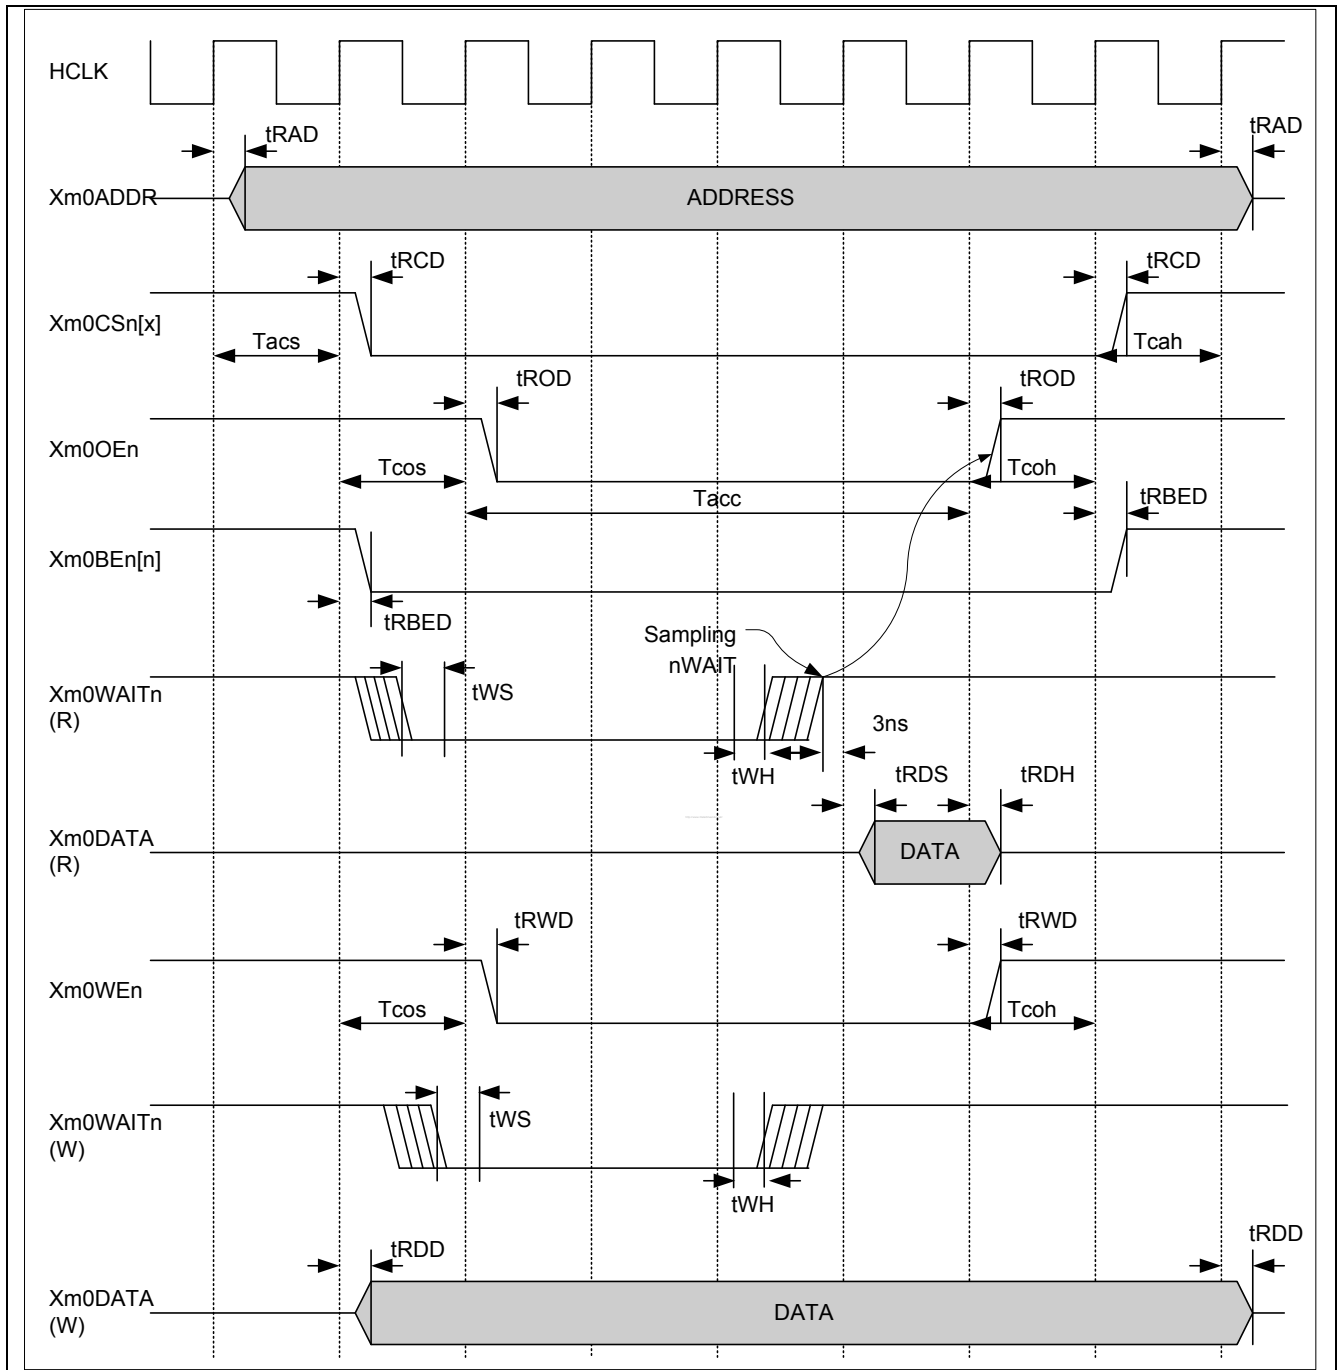 HCLK
tRAD
tRAD
Xm0ADDR
ADDRESS
tRCD
tRCD
Xm0CSn[x]
Tacs
Tcah
tROD
tROD
Xm0OEn
Tcos
Tcoh
Tacc
tRBED
Xm0BEn[n]
tRBED
Sampling
nWAIT
Xm0WAITn
(R)
tWS
3ns
tWH
tRDS
tRDH
Xm0DATA
(R)
DATA
tRWD
tRWD
Xm0WEn
Tcos
Tcoh
Xm0WAITn
(W)
tWS
tWH
tRDD
tRDD
Xm0DATA
(W)
DATA